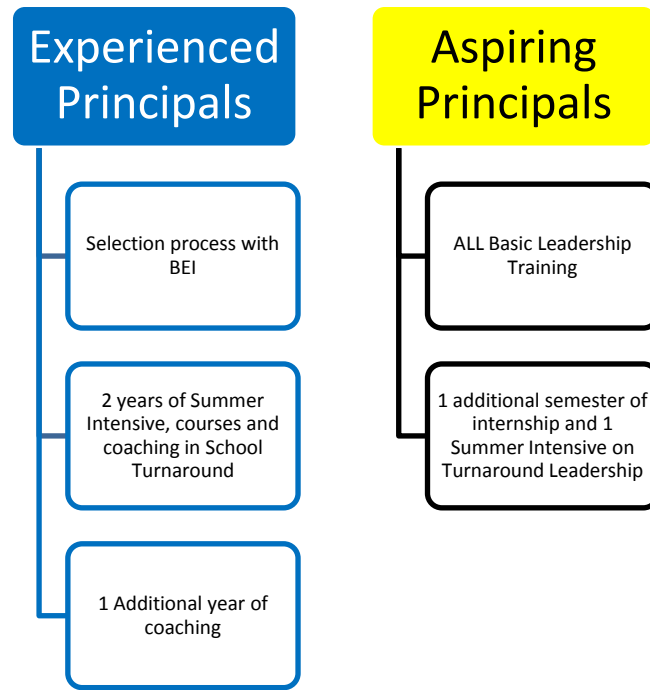 Experienced
Principals
Selection process with
BEI
2 years of Summer
Intensive, courses and
coaching in School
Turnaround
1 Additional year of
coaching
Aspiring
Principals
ALL Basic Leadership
Training
1 additional semester of
internship and 1
Summer Intensive on
Turnaround Leadership